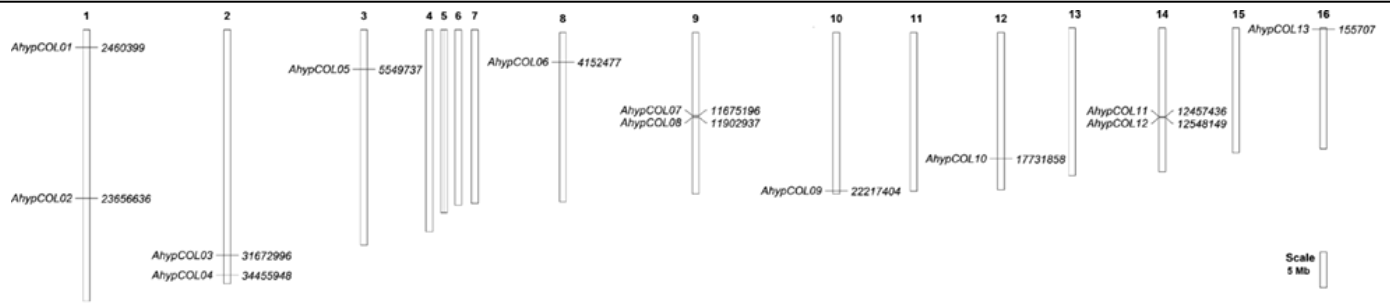 1 2 3 4 5 6 7 8 9 10 11 12 13 14 15 16
AhypCOL01 2460399
AhypCOL02 23656636
AhypCOL03 31672996
AhypCOL04 34455948
AhypCOL05 5549737
AhypCOL06 4152477
AhypCOL07 11675196
AhypCOL08 11902937
AhypCOL09 22217404
AhypCOL10 17731858
AhypCOL11 12457436
AhypCOL12 12548149
AhypCOL13 155707
Scale
5 Mb